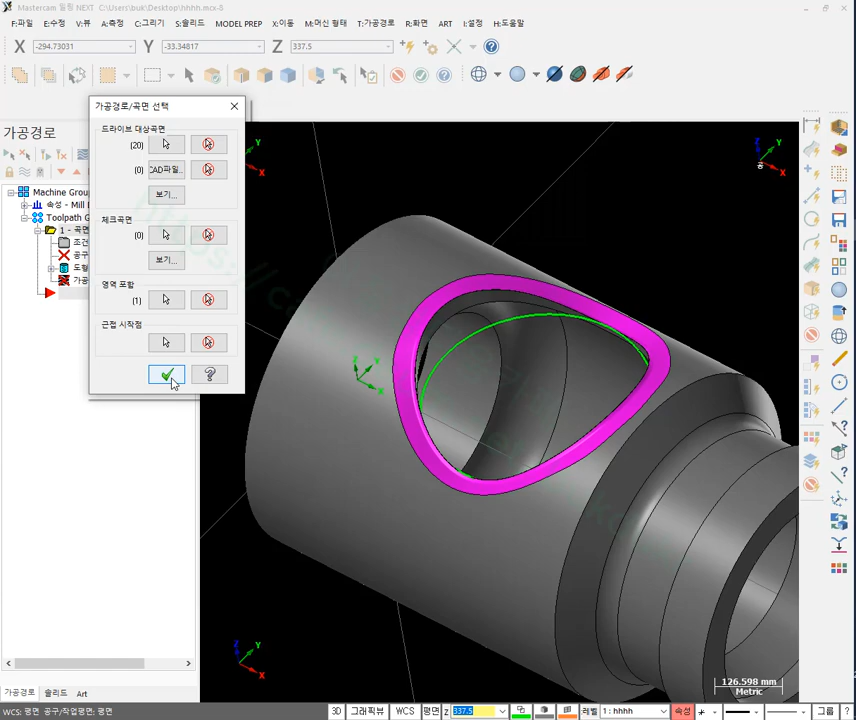 Mastercam 밀링 NEXT  C:\Users\buk\Desktop\hhhh.mcx-8
F:파일 E:수정 V:뷰 A:측정 C:그리기 S:솔리드 MODEL PREP X:이동 M:머신 형태 T:가공경로 R:화면 ART I:설정 H:도움말
X -294.73031 Y -33.34817 Z 337.5
가공경로/곡면 선택
드라이브 대상곡면
(20)
(0) CAD파일..
보기...
체크곡면
(0)
보기...
영역 포함
(1)
근접 시작점
가공경로
Machine Group
속성 - Mill
Toolpath G
1 - 곡면
조건
공구
도형
가공
Y
X
Z
Y
X
Z
Y
X
Z
Y
X
126.598 mm
Metric
가공경로 솔리드 Art
WCS: 평면 공구/작업평면: 평면
3D 그래픽뷰 WCS 평면 Z 337.5 레벨 1 : hhhh 속성 그룹 ?